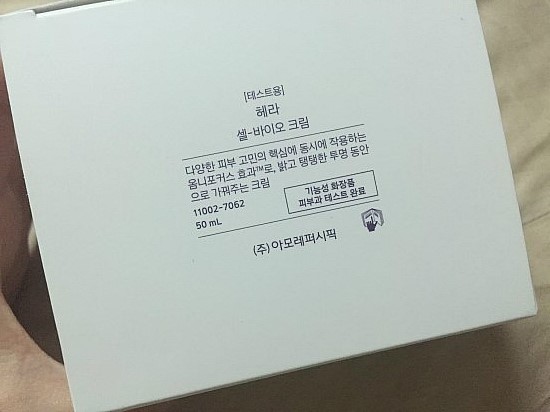 [테스트용]
헤라
셀-바이오 크림
다양한 피부 고민의 핵심에 동시에 작용하는
옴니포커스 효과™로, 밝고 탱탱한 투명 동안
으로 가꿔주는 크림
11002-7062
50 mL
기능성 화장품
피부과 테스트 완료
(주)아모레퍼시픽